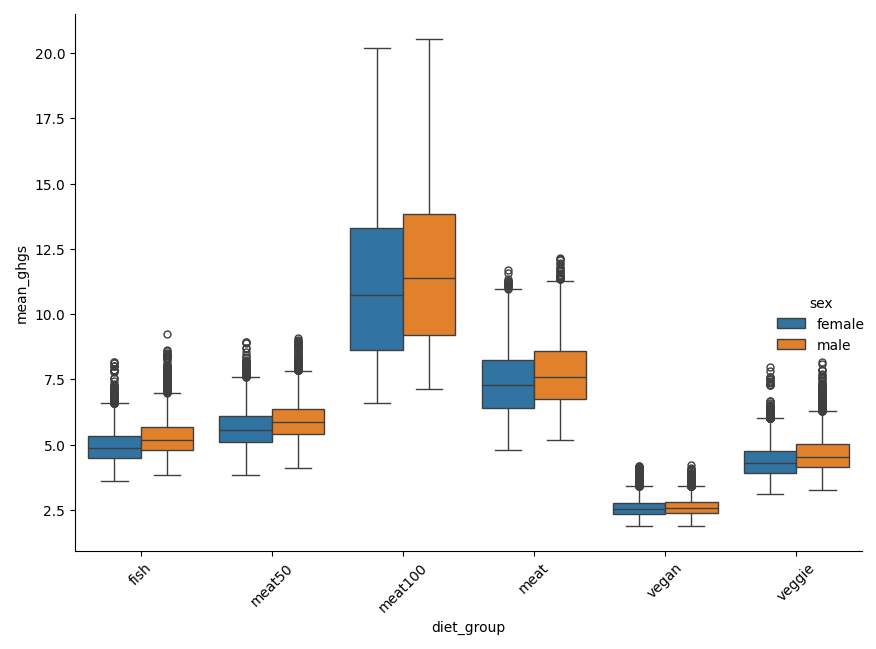 20.0
17.5
15.0
12.5
10.0
7.5
5.0
2.5
mean_ghgs
fish
meat50
meat100
meat
vegan
veggie
diet_group
sex
female
male